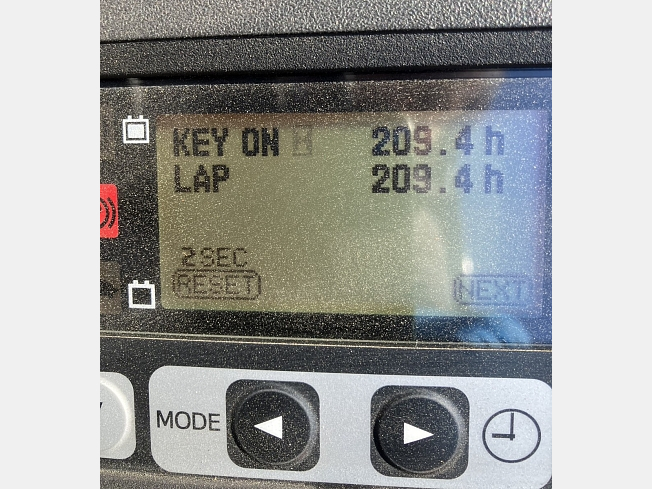 KEY ON 209.4 h
LAP 209.4 h
2SEC
RESET NEXT
MODE